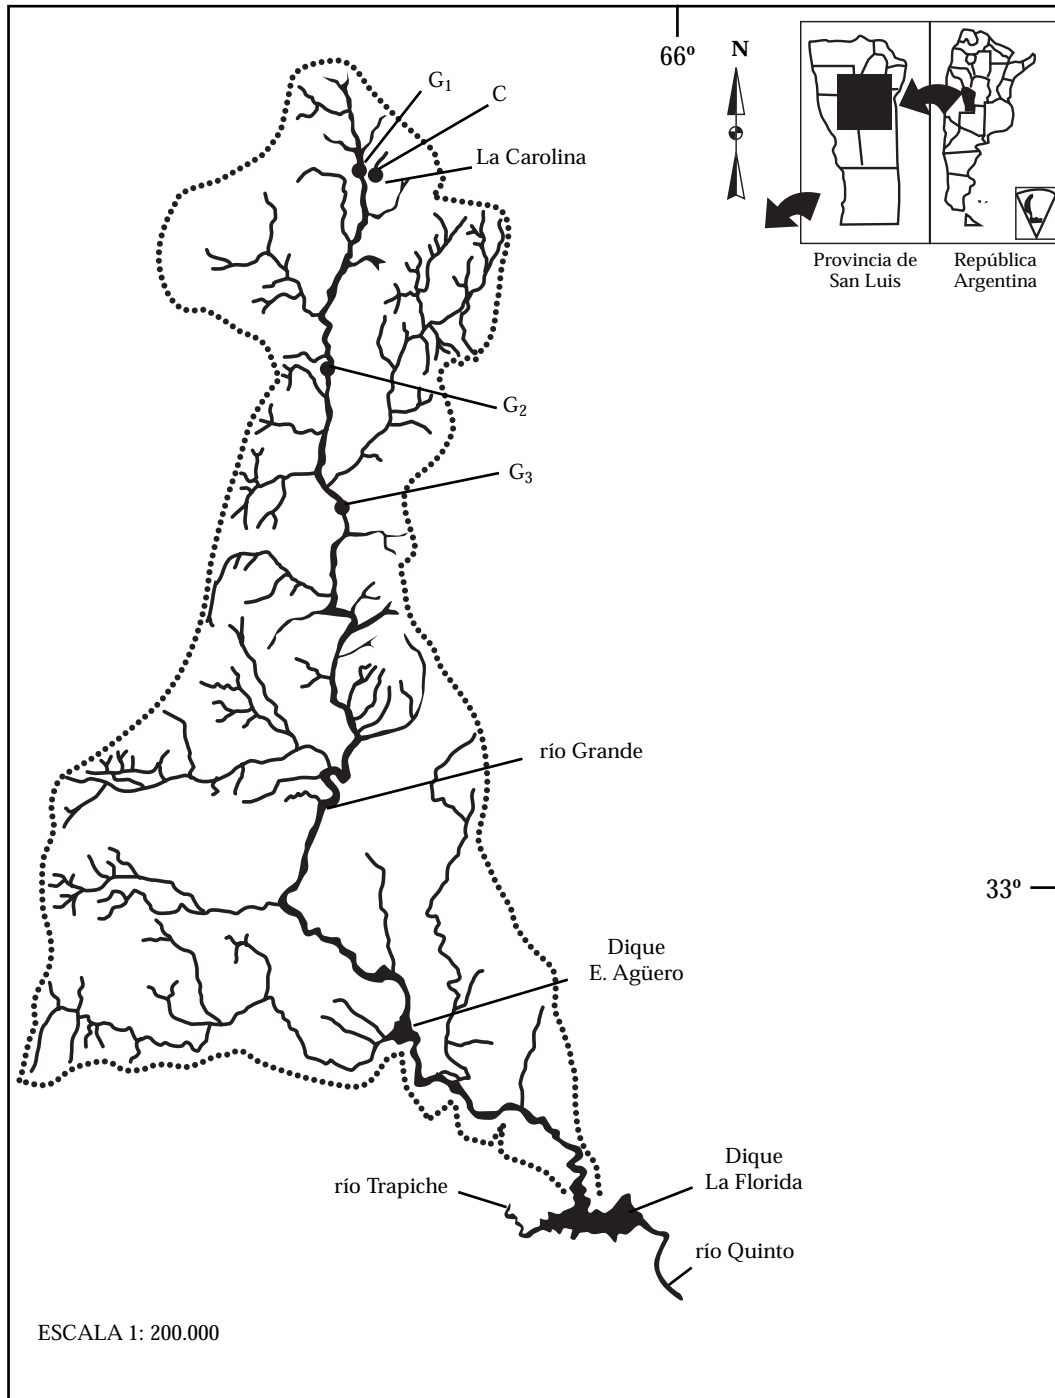 66º
N
G₁
C
La Carolina
Provincia de
San Luis
República
Argentina
G₂
G₃
río Grande
33º
Dique
E. Agüero
Dique
La Florida
río Trapiche
río Quinto
ESCALA 1: 200.000